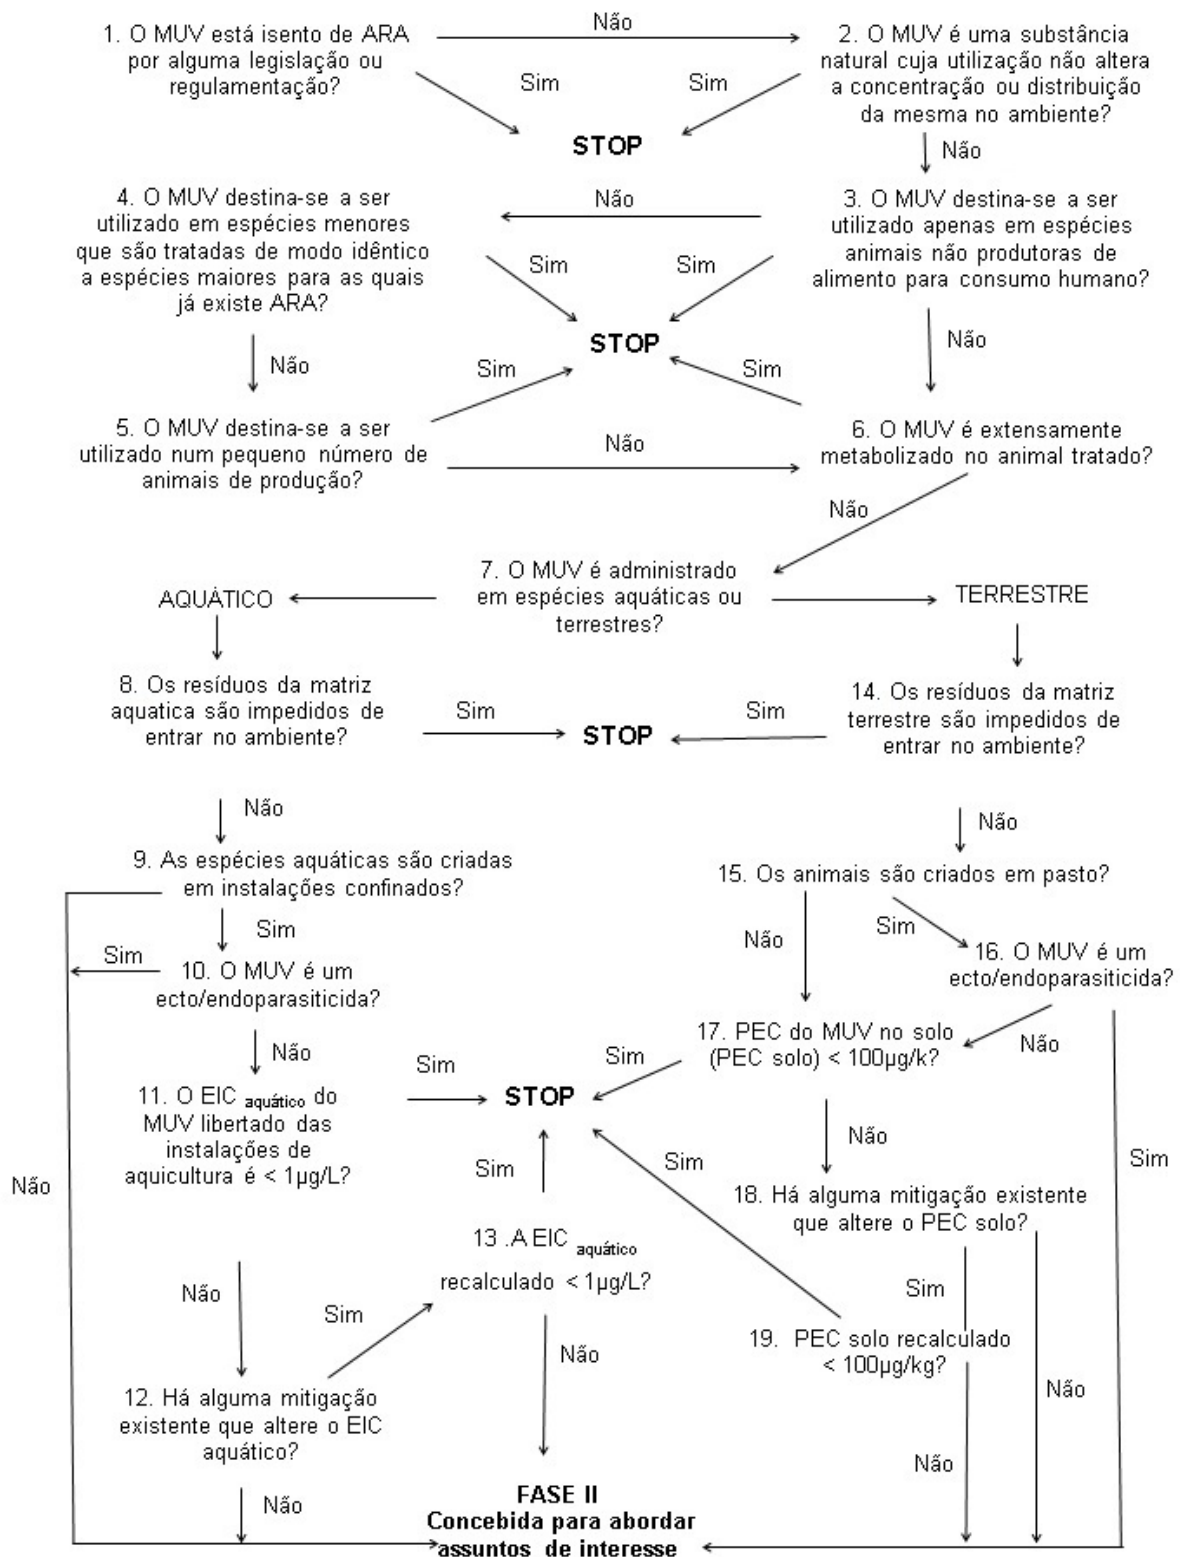 1. O MUV está isento de ARA
por alguma legislação ou
regulamentação?
Não
2. O MUV é uma substância
natural cuja utilização não altera
a concentração ou distribuição
da mesma no ambiente?
Sim
Sim
STOP
Não
4. O MUV destina-se a ser
utilizado em espécies menores
que são tratadas de modo idêntico
a espécies maiores para as quais
já existe ARA?
Não
3. O MUV destina-se a ser
utilizado apenas em espécies
animais não produtoras de
alimento para consumo humano?
Sim
Sim
STOP
Não
Não
Sim
Sim
5. O MUV destina-se a ser
utilizado num pequeno número de
animais de produção?
Não
6. O MUV é extensamente
metabolizado no animal tratado?
Não
7. O MUV é administrado
em espécies aquáticas ou
terrestres?
AQUÁTICO
TERRESTRE
8. Os resíduos da matriz
aquatica são impedidos de
entrar no ambiente?
Sim
STOP
Sim
14. Os resíduos da matriz
terrestre são impedidos de
entrar no ambiente?
Não
Não
9. As espécies aquáticas são criadas
em instalações confinados?
15. Os animais são criados em pasto?
Sim
Não
Sim
Sim
10. O MUV é um
ecto/endoparasiticida?
16. O MUV é um
ecto/endoparasiticida?
Não
17. PEC do MUV no solo
(PEC solo) < 100µg/k?
Não
Sim
Sim
STOP
11. O EIC aquático do
MUV libertado das
instalações de
aquicultura é < 1µg/L?
Não
Sim
Sim
Sim
Não
18. Há alguma mitigação existente
que altere o PEC solo?
13 .A EIC aquático
recalculado < 1µg/L?
Não
Sim
Sim
19. PEC solo recalculado
< 100µg/kg?
Não
Não
12. Há alguma mitigação
existente que altere o EIC
aquático?
Não
Não
FASE II
Concebida para abordar
assuntos de interesse